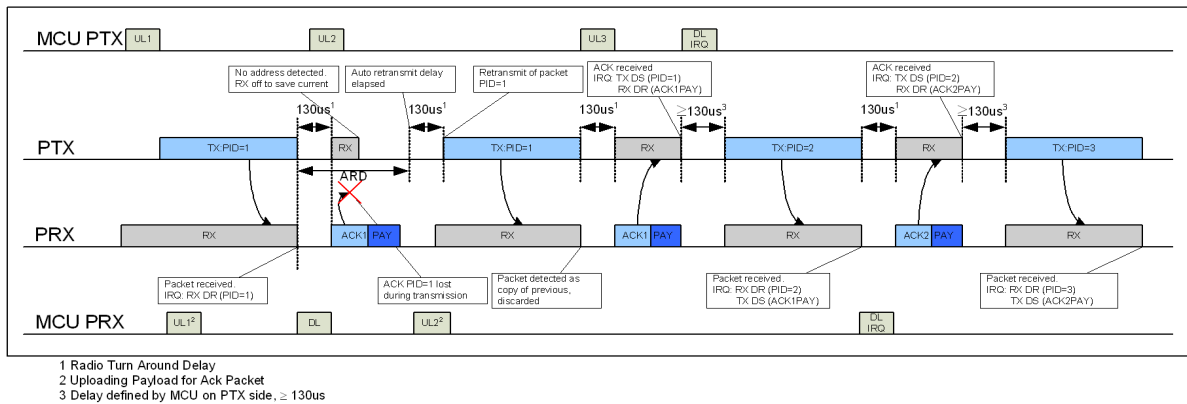 MCU PTX
UL1
UL2
UL3
DL
IRQ
No address detected.
RX off to save current
Auto retransmit delay
elapsed
Retransmit of packet
PID=1
ACK received
IRQ: TX DS (PID=1)
RX DR (ACK1PAY)
ACK received
IRQ: TX DS (PID=2)
RX DR (ACK2PAY)
130us1
130us1
130us1
≥130us3
130us1
≥130us3
PTX
TX:PID=1
RX
TX:PID=1
RX
TX:PID=2
RX
TX:PID=3
ARD
PRX
RX
ACK1
PAY
RX
ACK1
PAY
RX
ACK2
PAY
RX
Packet received.
IRQ: RX DR (PID=1)
ACK PID=1 lost
during transmission
Packet detected as
copy of previous,
discarded
Packet received.
IRQ: RX DR (PID=2)
TX DS (ACK1PAY)
Packet received.
IRQ: RX DR (PID=3)
TX DS (ACK2PAY)
MCU PRX
UL1²
DL
UL2²
DL
IRQ
1 Radio Turn Around Delay
2 Uploading Payload for Ack Packet
3 Delay defined by MCU on PTX side, ≥ 130us